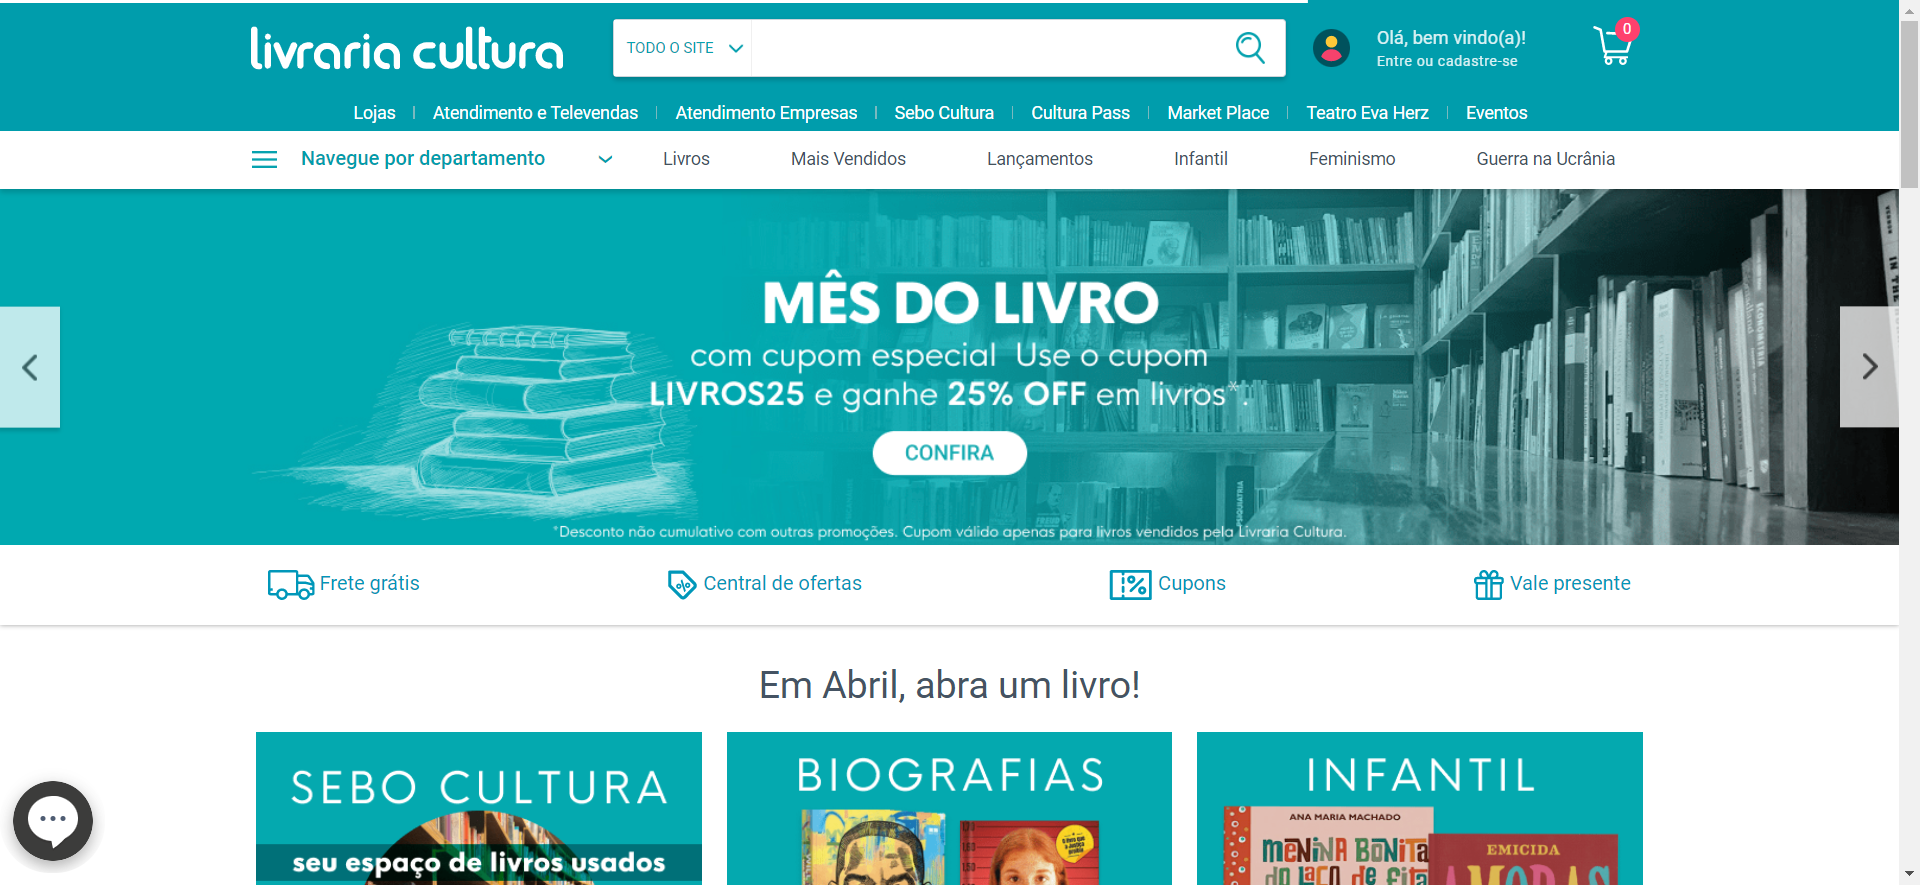 livraria cultura
TODO O SITE
Olá, bem vindo(a)!
Entre ou cadastre-se
0
Lojas
Atendimento e Televendas
Atendimento Empresas
Sebo Cultura
Cultura Pass
Market Place
Teatro Eva Herz
Eventos
Navegue por departamento
Livros
Mais Vendidos
Lançamentos
Infantil
Feminismo
Guerra na Ucrânia
MÊS DO LIVRO
com cupom especial Use o cupom
LIVROS25 e ganhe 25% OFF em livros*.
CONFIRA
PSIQUIATRIA
*Desconto não cumulativo com outras promoções. Cupom válido apenas para livros vendidos pela Livraria Cultura.
Frete grátis
Central de ofertas
Cupons
Vale presente
Em Abril, abra um livro!
SEBO CULTURA
seu espaço de livros usados
BIOGRAFIAS
INFANTIL
ANA MARIA MACHADO
MENINA BONITA
DO LAÇO DE FITA
EMICIDA
AMORAS